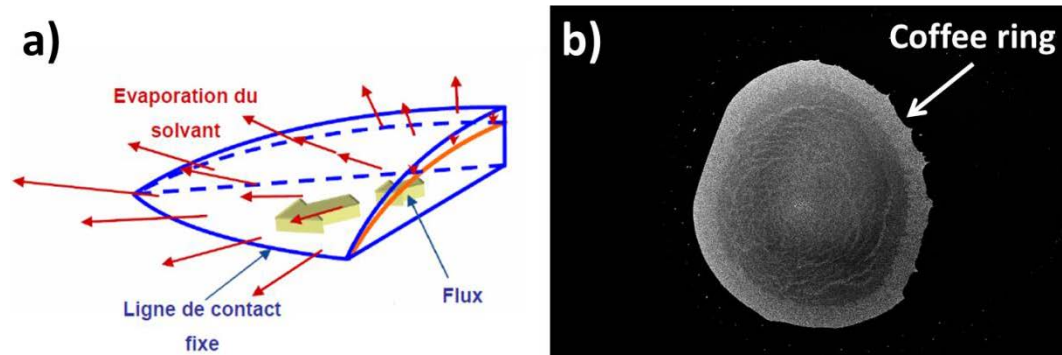 a)
Evaporation du
solvant
Ligne de contact
fixe
Flux
b)
Coffee ring